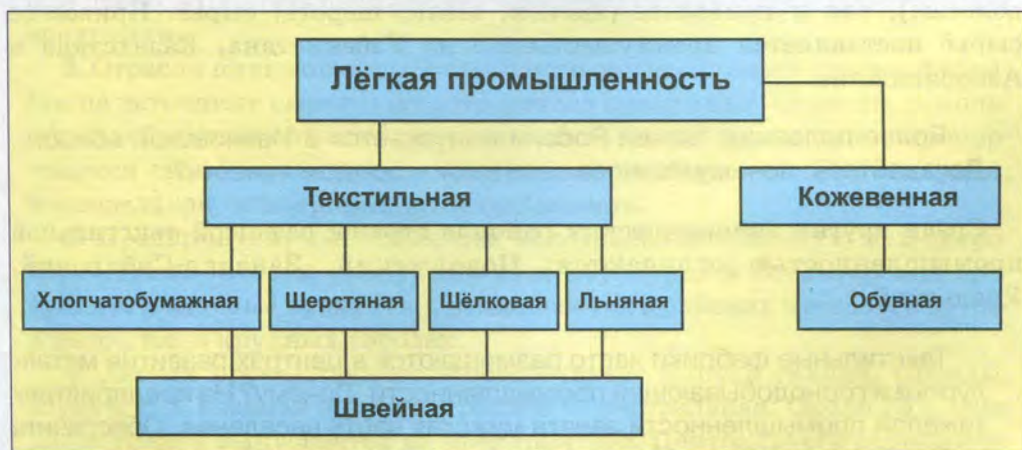 Лёгкая промышленность
Текстильная
Кожевенная
Хлопчатобумажная
Шерстяная
Шёлковая
Льняная
Обувная
Швейная